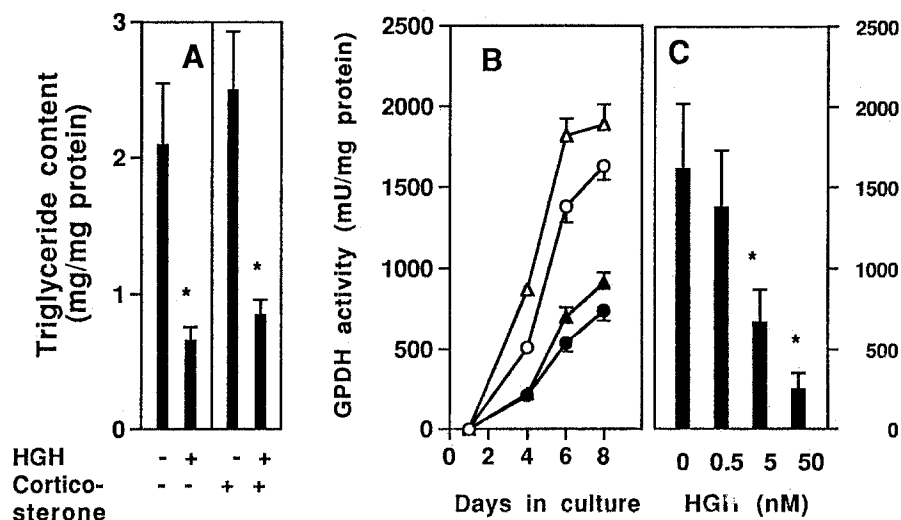 A
B
C
Triglyceride content
(mg/mg protein)
3
2
1
0
*
*
HGH - + - +
Cortico- - - + +
sterone
GPDH activity (mU/mg protein)
2500
2000
1500
1000
500
0
0 2 4 6 8
Days in culture
2500
2000
1500
1000
500
0
*
*
0 0.5 5 50
(nM)